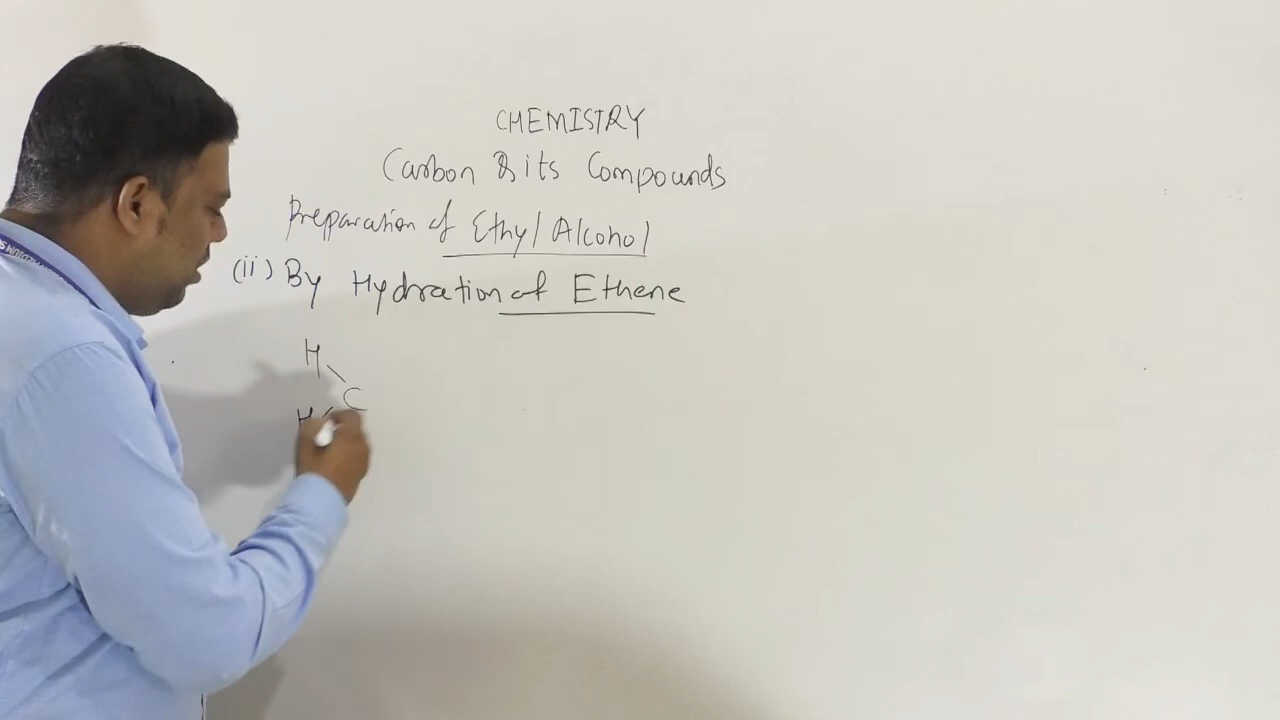 CHEMISTRY
Carbon & its Compounds
Preparation of Ethyl Alcohol
(ii) By Hydration of Ethene
H
C
H